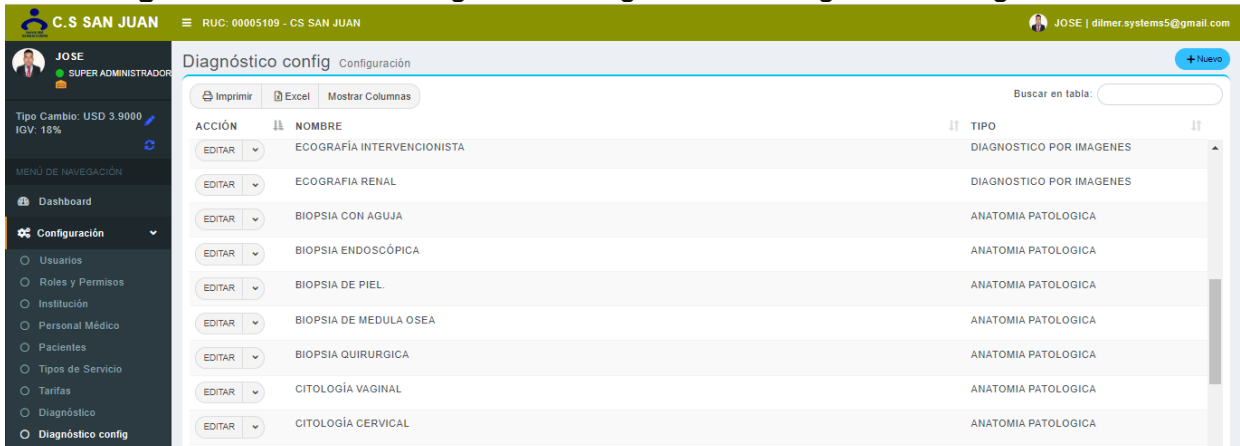 C.S SAN JUAN
RUC: 00005109 - CS SAN JUAN
JOSE | dilmer.systems5@gmail.com
JOSE
SUPER ADMINISTRADOR
Tipo Cambio: USD 3.9000
IGV: 18%
MENÚ DE NAVEGACIÓN
Dashboard
Configuración
Usuarios
Roles y Permisos
Institución
Personal Médico
Pacientes
Tipos de Servicio
Tarifas
Diagnóstico
Diagnóstico config
Diagnóstico config Configuración
+ Nuevo
Imprimir Excel Mostrar Columnas
Buscar en tabla:
ACCIÓN NOMBRE TIPO
EDITAR ECOGRAFÍA INTERVENCIONISTA DIAGNOSTICO POR IMAGENES
EDITAR ECOGRAFIA RENAL DIAGNOSTICO POR IMAGENES
EDITAR BIOPSIA CON AGUJA ANATOMIA PATOLOGICA
EDITAR BIOPSIA ENDOSCÓPICA ANATOMIA PATOLOGICA
EDITAR BIOPSIA DE PIEL. ANATOMIA PATOLOGICA
EDITAR BIOPSIA DE MEDULA OSEA ANATOMIA PATOLOGICA
EDITAR BIOPSIA QUIRURGICA ANATOMIA PATOLOGICA
EDITAR CITOLOGÍA VAGINAL ANATOMIA PATOLOGICA
EDITAR CITOLOGÍA CERVICAL ANATOMIA PATOLOGICA